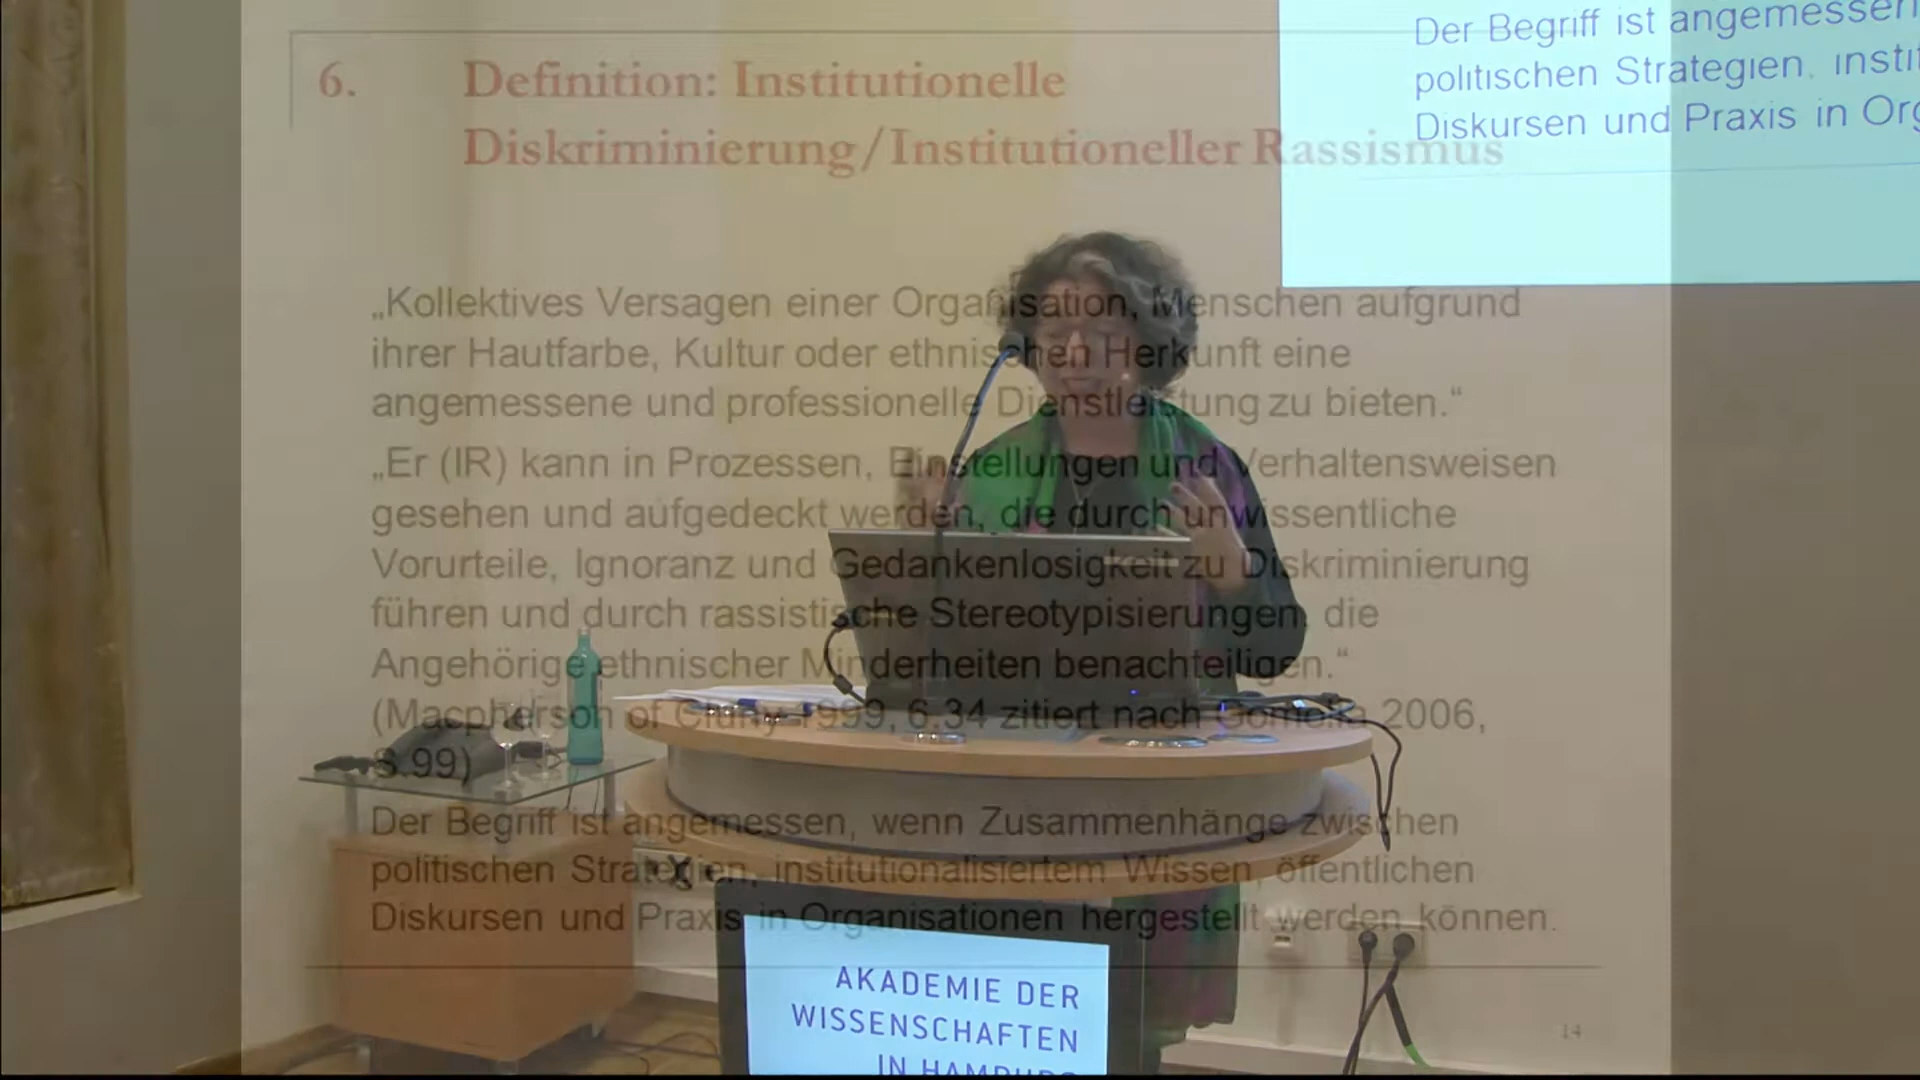 6. Definition: Institutionelle
Diskriminierung/Institutioneller Rassismus
„Kollektives Versagen einer Organisation, Menschen aufgrund
ihrer Hautfarbe, Kultur oder ethnischen Herkunft eine
angemessene und professionelle Dienstleistung zu bieten.“
„Er (IR) kann in Prozessen, Einstellungen und Verhaltensweisen
gesehen und aufgedeckt werden, die durch unwissentliche
Vorurteile, Ignoranz und Gedankenlosigkeit zu Diskriminierung
führen und durch rassistische Stereotypisierungen, die
Angehörige ethnischer Minderheiten benachteiligen.“
(Macpherson of Cluny 1999, 6.34 zitiert nach Gomolla 2006,
S.99)
Der Begriff ist angemessen, wenn Zusammenhänge zwischen
politischen Strategien, institutionalisiertem Wissen, öffentlichen
Diskursen und Praxis in Organisationen hergestellt werden können.
14
Der Begriff ist angemessen
politischen Strategien, instit
Diskursen und Praxis in Org
AKADEMIE DER
WISSENSCHAFTEN
IN HAMBURG